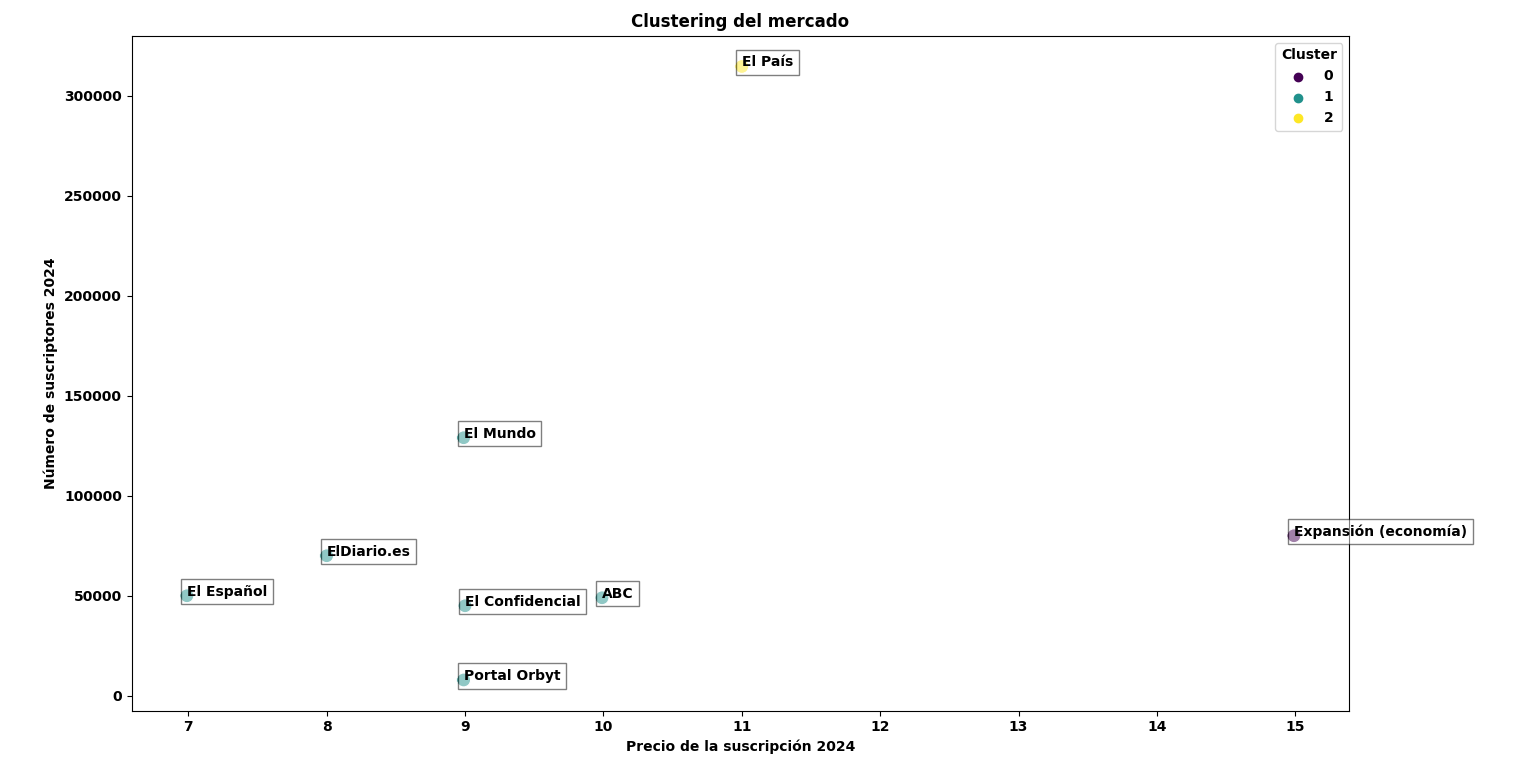 Clustering del mercado
El País
Cluster
0
1
2
300000
250000
200000
150000
100000
50000
0
Número de suscriptores 2024
El Mundo
Expansión (economía)
ElDiario.es
El Español
El Confidencial
ABC
Portal Orbyt
7 8 9 10 11 12 13 14 15
Precio de la suscripción 2024